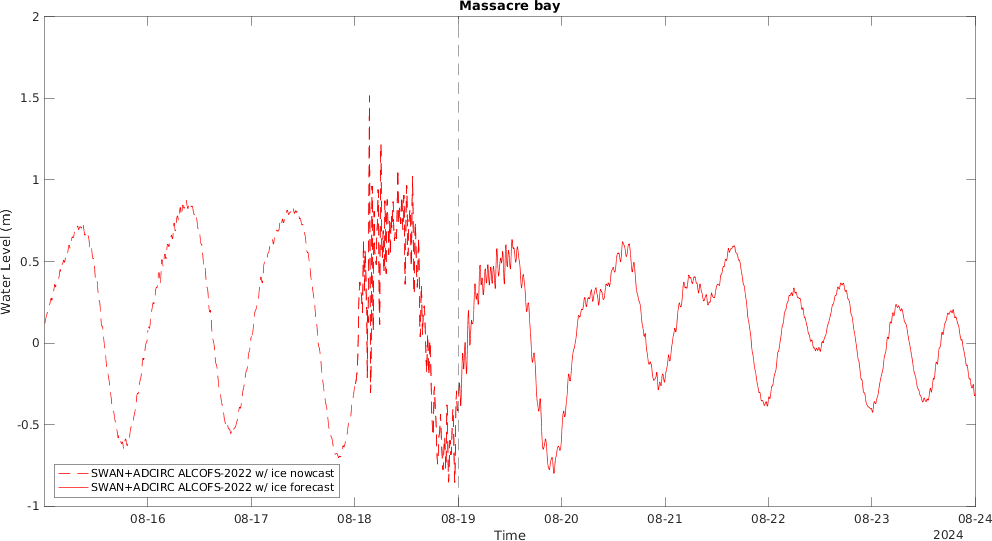 Massacre bay
2
1.5
1
0.5
0
-0.5
-1
Water Level (m)
SWAN+ADCIRC ALCOFS-2022 w/ ice nowcast
SWAN+ADCIRC ALCOFS-2022 w/ ice forecast
08-16 08-17 08-18 08-19 08-20 08-21 08-22 08-23 08-24
Time
2024